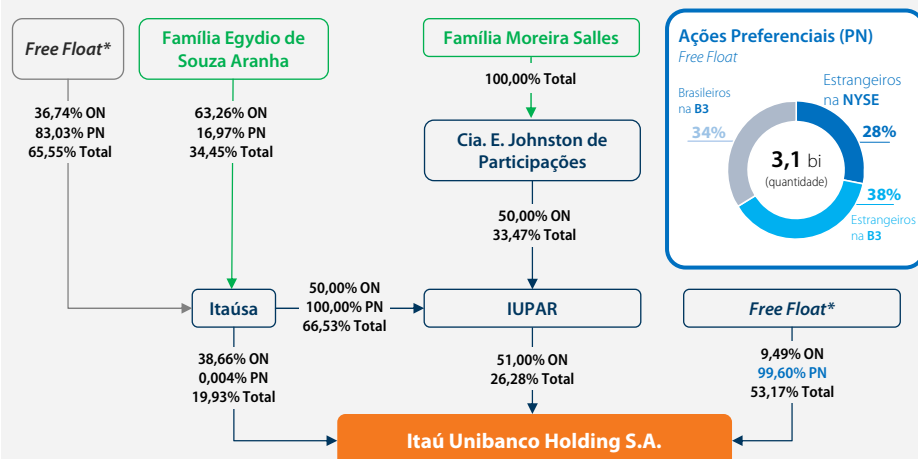 Free Float*
36,74% ON
83,03% PN
65,55% Total
Família Egydio de
Souza Aranha
63,26% ON
16,97% PN
34,45% Total
Família Moreira Salles
100,00% Total
Cia. E. Johnston de
Participações
50,00% ON
33,47% Total
Ações Preferenciais (PN)
Free Float
Brasileiros
na B3
34%
Estrangeiros
na NYSE
28%
3,1 bi
(quantidade)
38%
Estrangeiros
na B3
Itaúsa
50,00% ON
100,00% PN
66,53% Total
IUPAR
Free Float*
38,66% ON
0,004% PN
19,93% Total
51,00% ON
26,28% Total
9,49% ON
99,60% PN
53,17% Total
Itaú Unibanco Holding S.A.